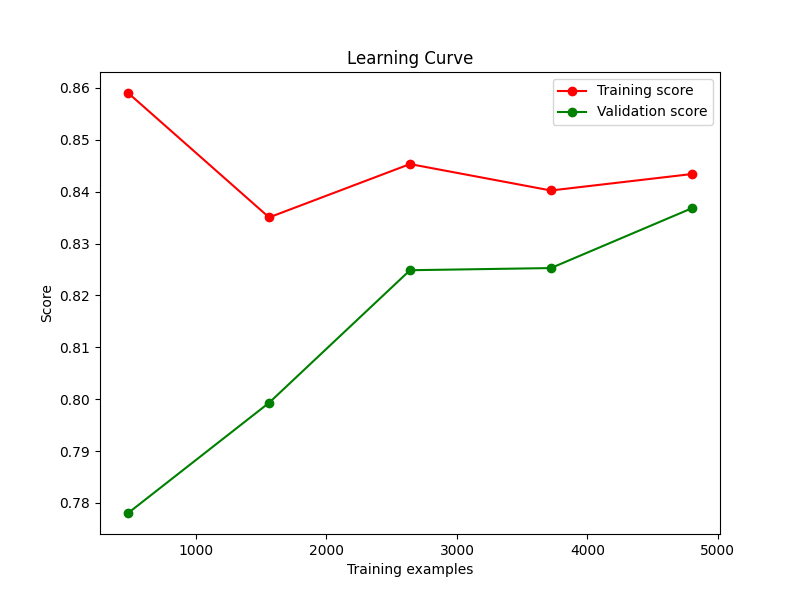 Learning Curve
Training score
Validation score
0.86
0.85
0.84
0.83
0.82
0.81
0.80
0.79
0.78
Score
1000
2000
3000
4000
5000
Training examples